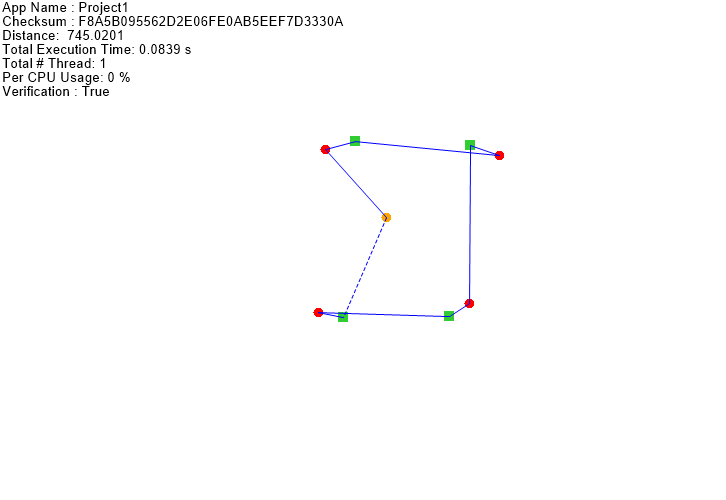 App Name : Project1
Checksum : F8A5B095562D2E06FE0AB5EEF7D3330A
Distance:  745.0201
Total Execution Time: 0.0839 s
Total # Thread: 1
Per CPU Usage: 0 %
Verification : True